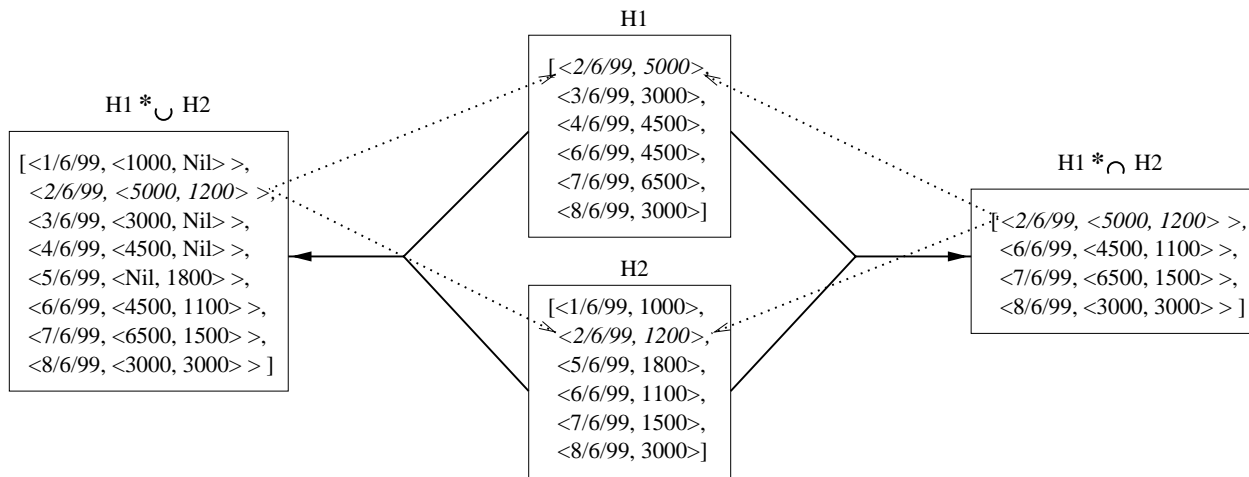 H1 *∪ H2
[<1/6/99, <1000, Nil> >,
<2/6/99, <5000, 1200> >,
<3/6/99, <3000, Nil> >,
<4/6/99, <4500, Nil> >,
<5/6/99, <Nil, 1800> >,
<6/6/99, <4500, 1100> >,
<7/6/99, <6500, 1500> >,
<8/6/99, <3000, 3000> > ]
H1
[ <2/6/99, 5000>,
<3/6/99, 3000>,
<4/6/99, 4500>,
<6/6/99, 4500>,
<7/6/99, 6500>,
<8/6/99, 3000>]
H2
[<1/6/99, 1000>,
<2/6/99, 1200>,
<5/6/99, 1800>,
<6/6/99, 1100>,
<7/6/99, 1500>,
<8/6/99, 3000>]
H1 *∩ H2
[<2/6/99, <5000, 1200> >,
<6/6/99, <4500, 1100> >,
<7/6/99, <6500, 1500> >,
<8/6/99, <3000, 3000> > ]